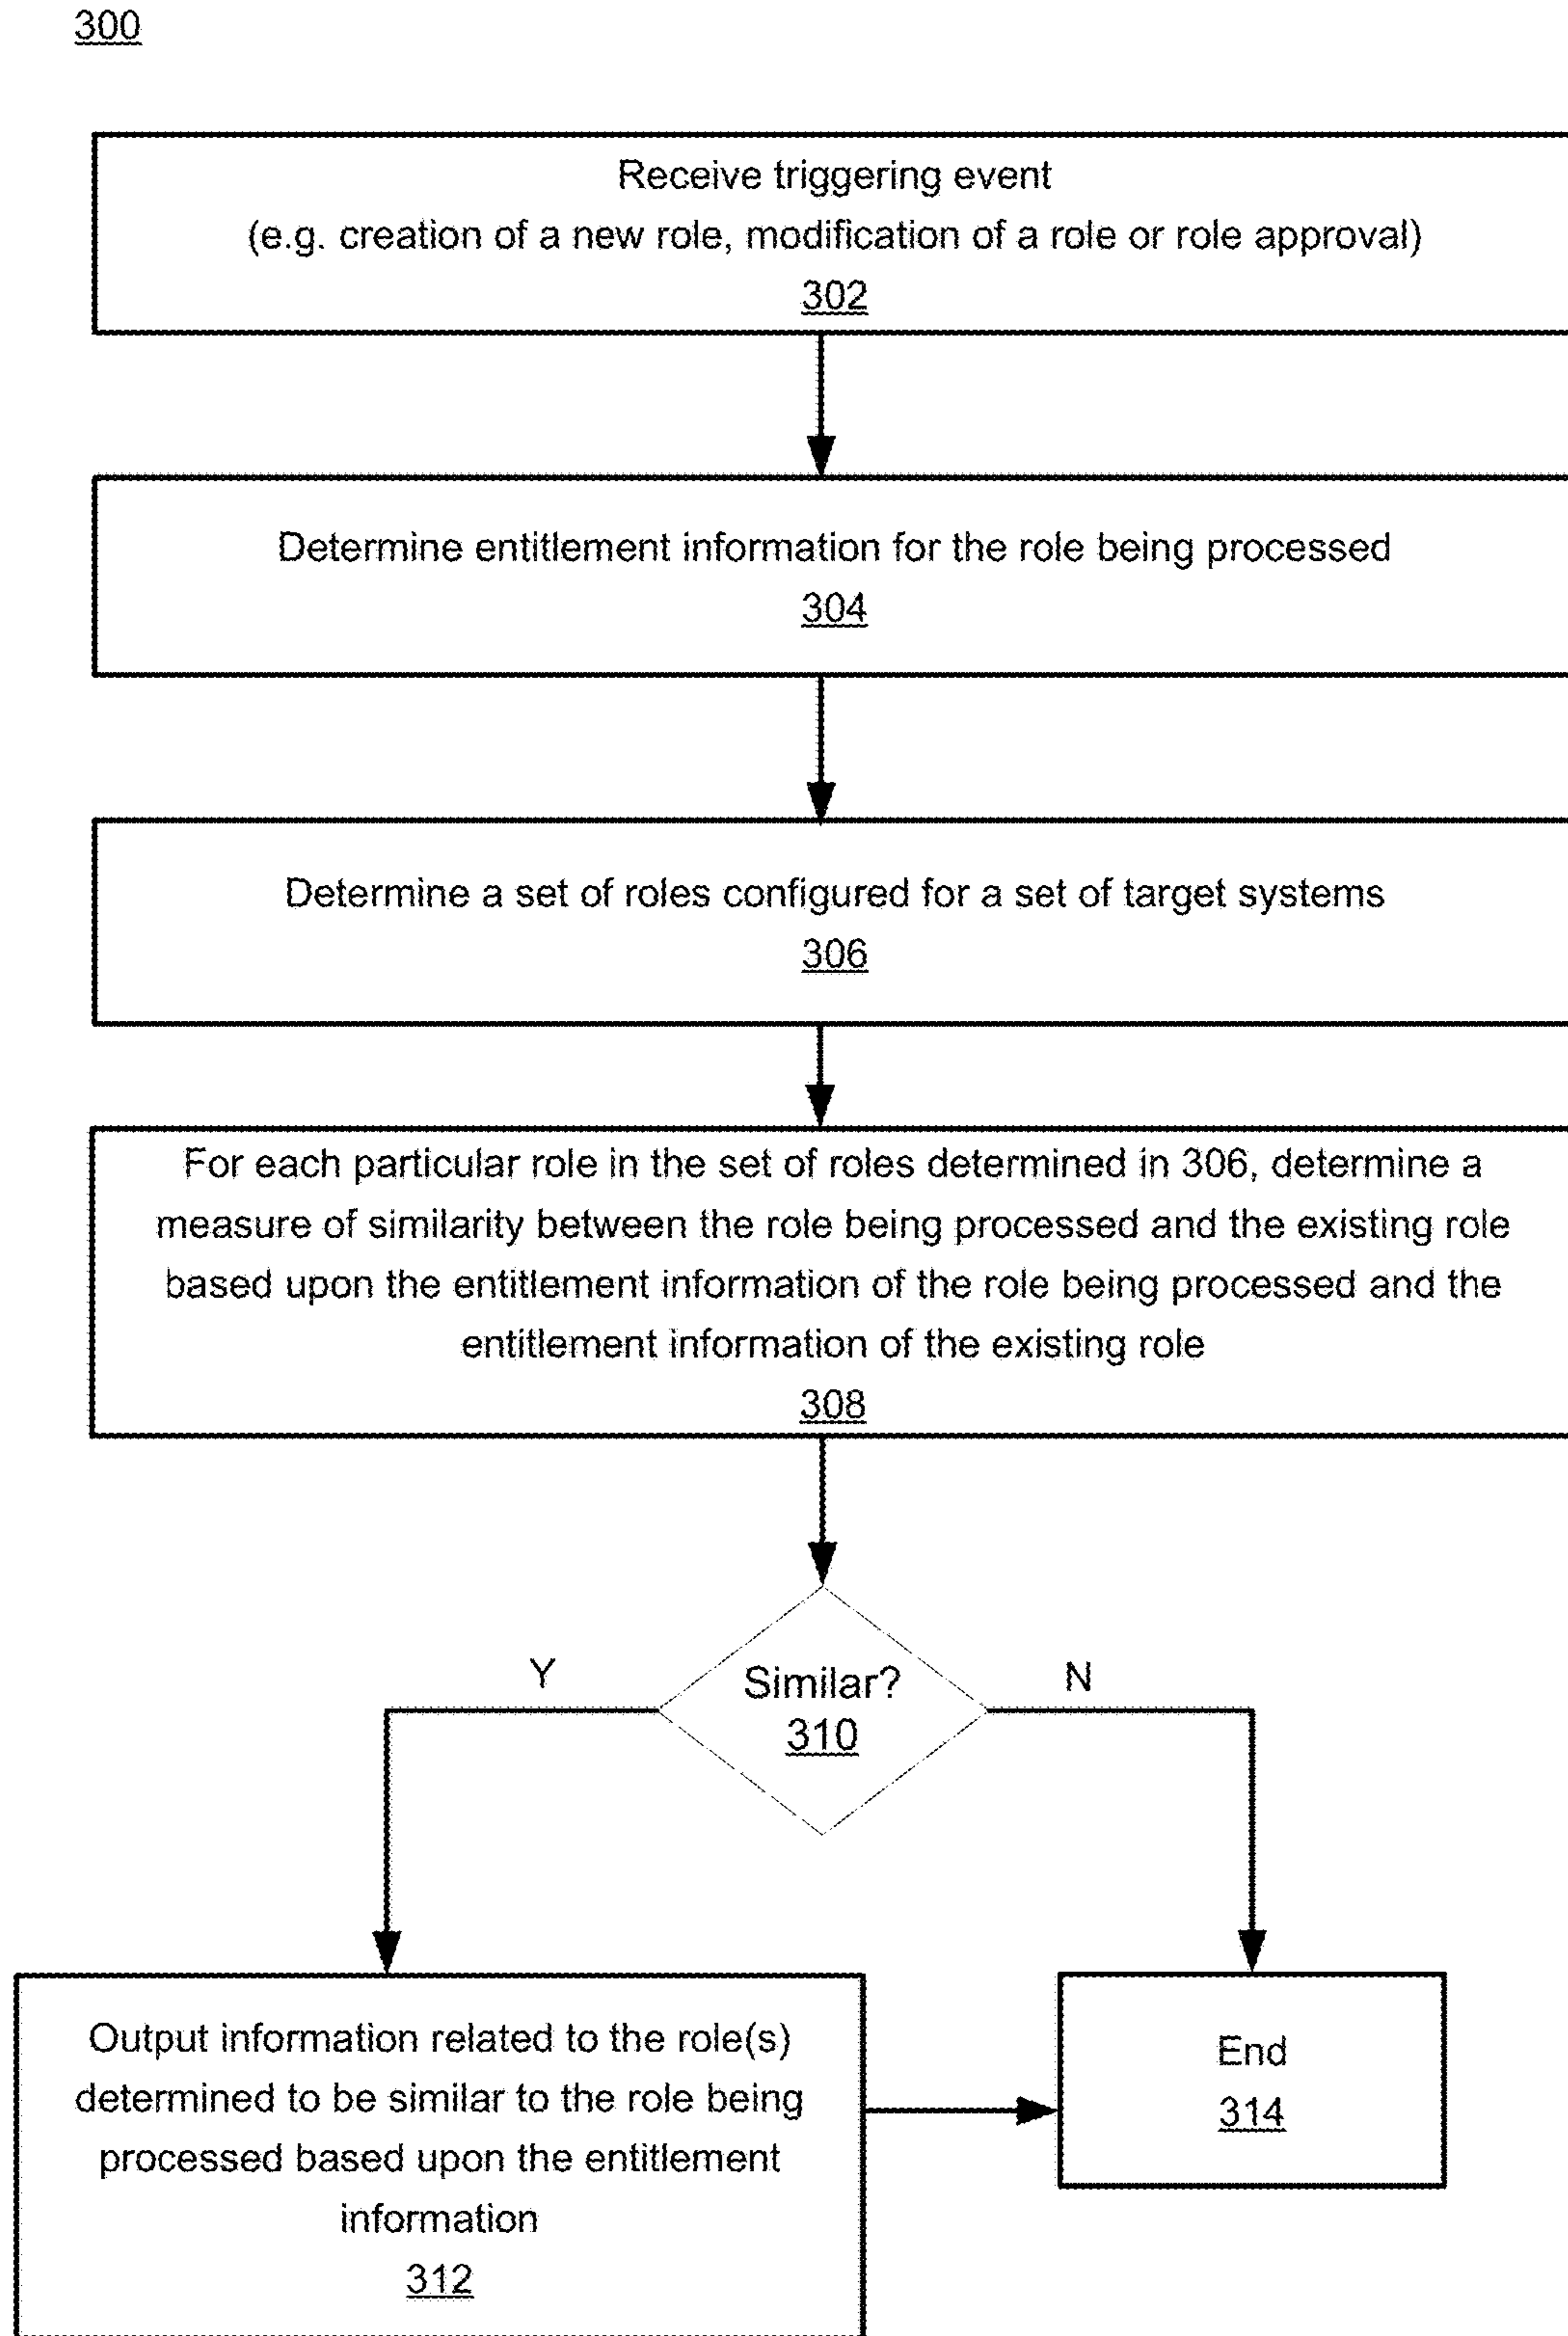 300
Receive triggering event
(e.g. creation of a new role, modification of a role or role approval)
302
Determine entitlement information for the role being processed
304
Determine a set of roles configured for a set of target systems
306
For each particular role in the set of roles determined in 306, determine a
measure of similarity between the role being processed and the existing role
based upon the entitlement information of the role being processed and the
entitlement information of the existing role
308
Y
Similar?
N
310
Output information related to the role(s)
determined to be similar to the role being
processed based upon the entitlement
information
312
End
314